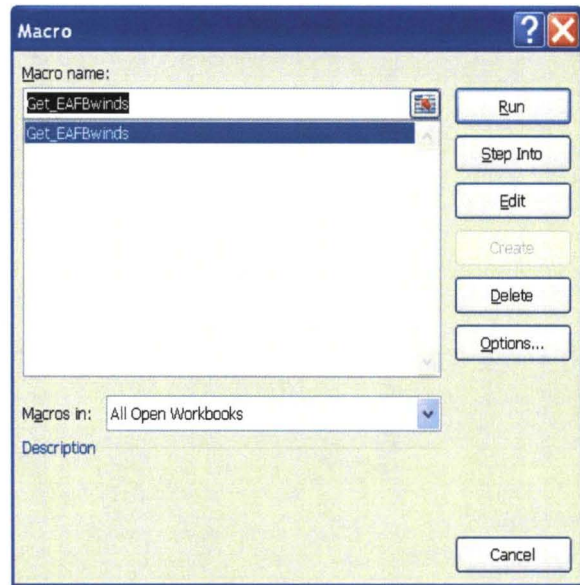 Macro
Macro name:
Get_EAFBwinds
Get_EAFBwinds
Run
Step Into
Edit
Create
Delete
Options...
Macros in: All Open Workbooks
Description
Cancel